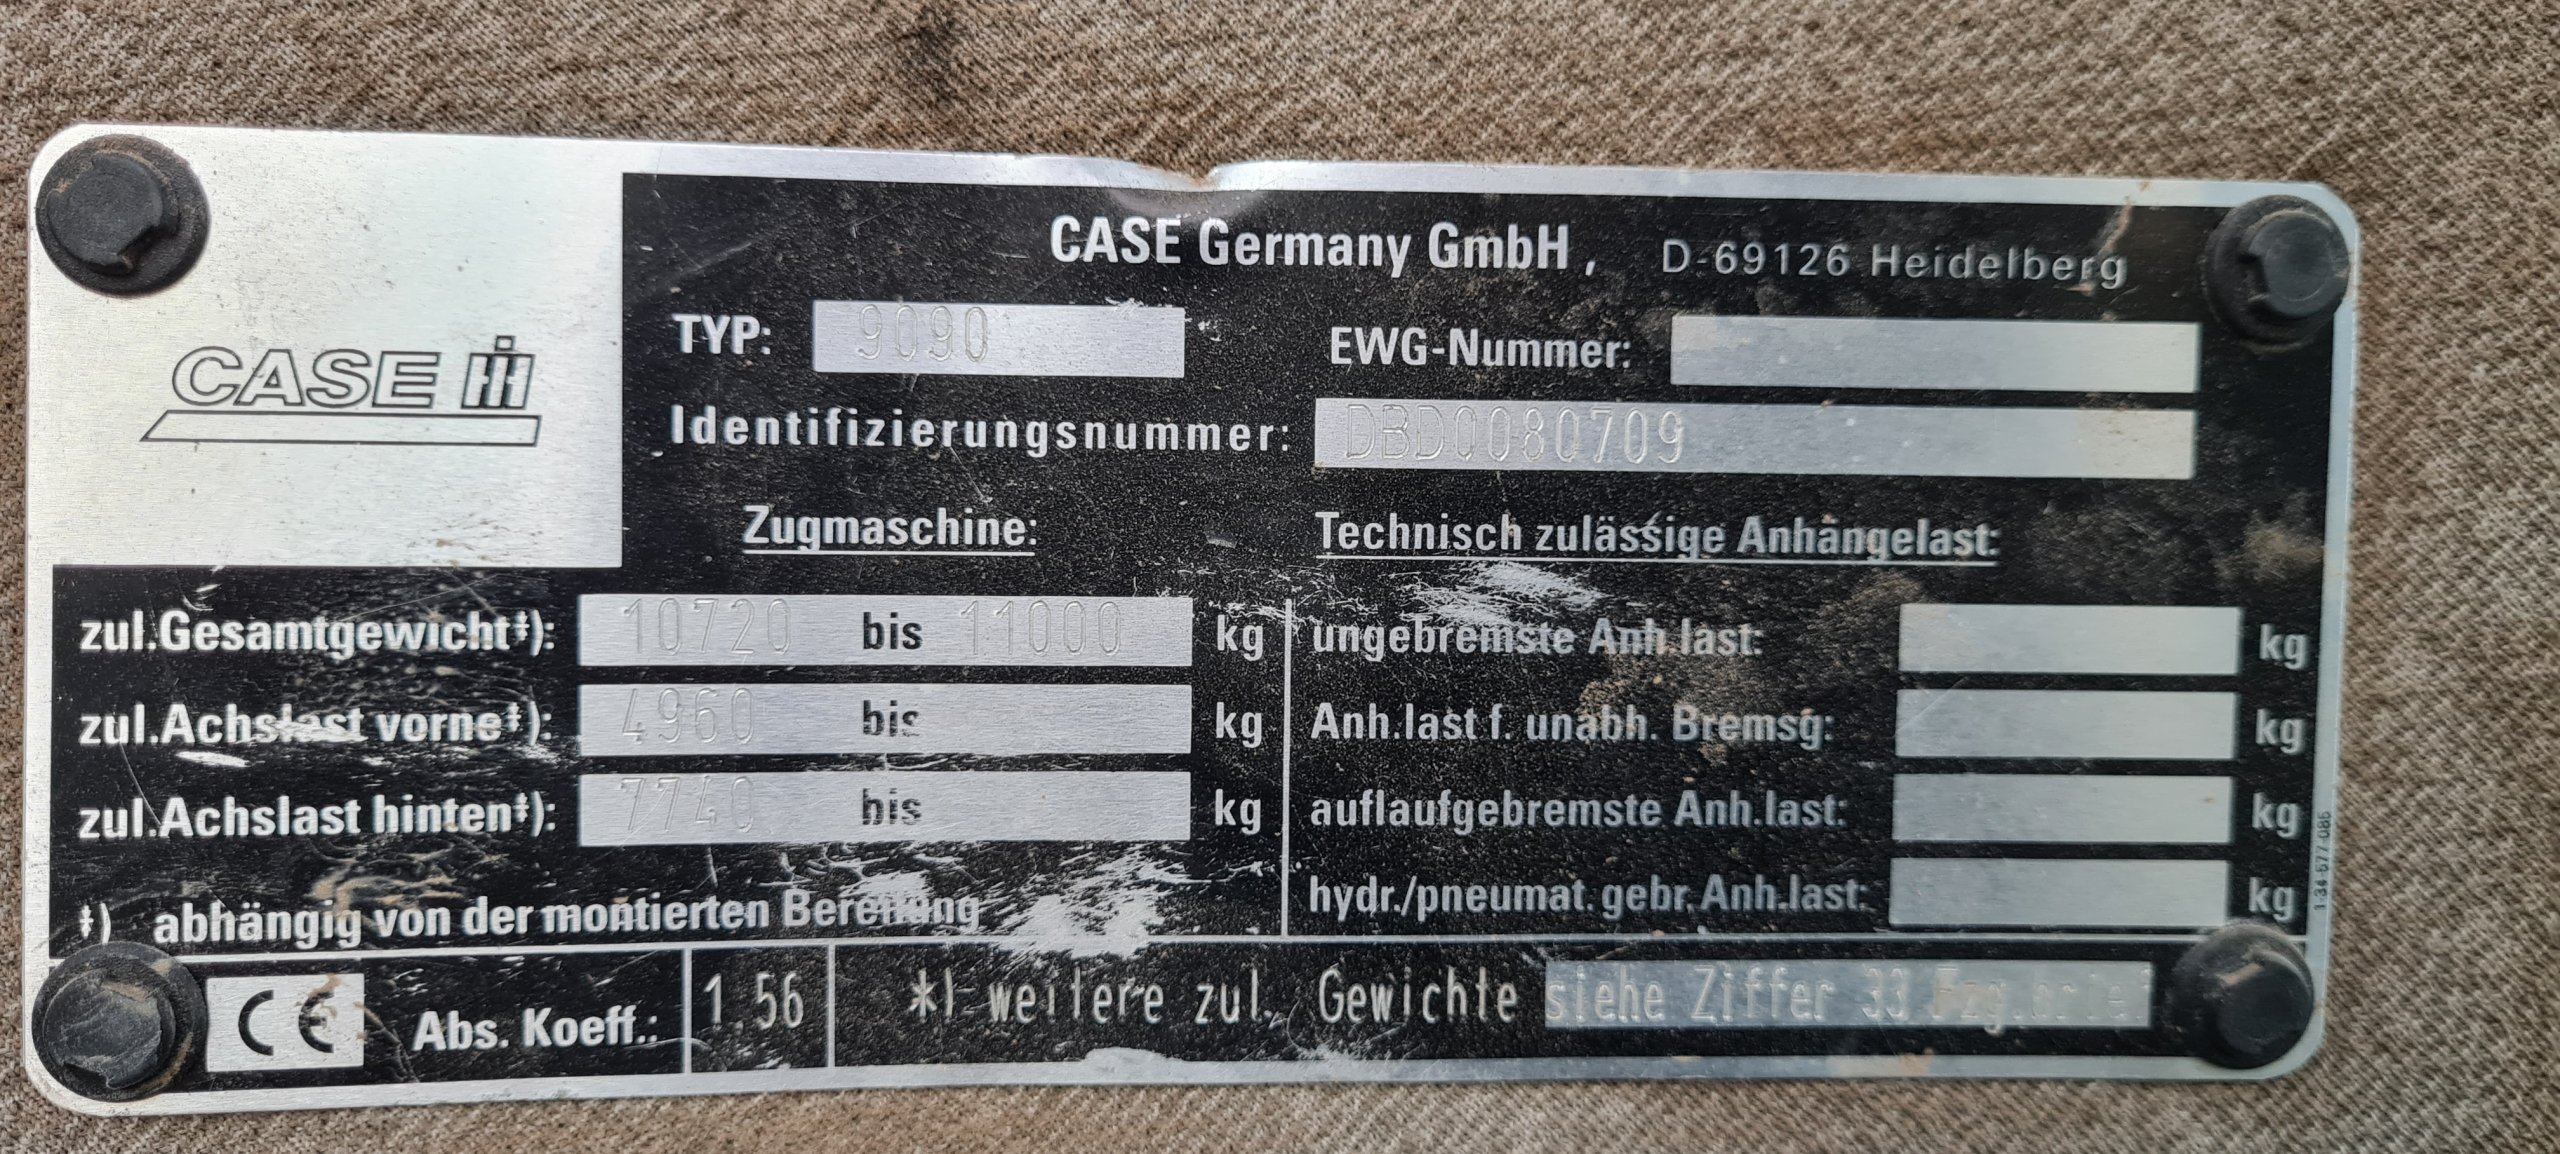 CASE IH
CASE Germany GmbH, D-69126 Heidelberg
TYP: 9090
EWG-Nummer:
Identifizierungsnummer: DBD0080709
Zugmaschine:
zul.Gesamtgewicht*): 10720 bis 11000 kg
zul.Achslast vorne*): 4960 bis kg
zul.Achslast hinten*): 7740 bis kg
*) abhängig von der montierten Bereifung
Technisch zulässige Anhängelast:
ungebremste Anh.last: kg
Anh.last f. unabh. Bremsg: kg
auflaufgebremste Anh.last: kg
hydr./pneumat. gebr. Anh.last: kg
CE Abs. Koeff.: 1.56
*) weitere zul. Gewichte siehe Ziffer 33 Fzg.brief